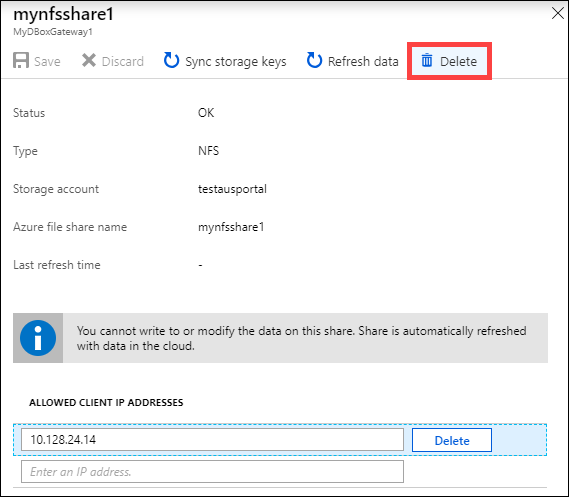 mynfsshare1
MyDBoxGateway1
Save Discard Sync storage keys Refresh data Delete
Status OK
Type NFS
Storage account testausportal
Azure file share name mynfsshare1
Last refresh time -
You cannot write to or modify the data on this share. Share is automatically refreshed
with data in the cloud.
ALLOWED CLIENT IP ADDRESSES
10.128.24.14 Delete
Enter an IP address.